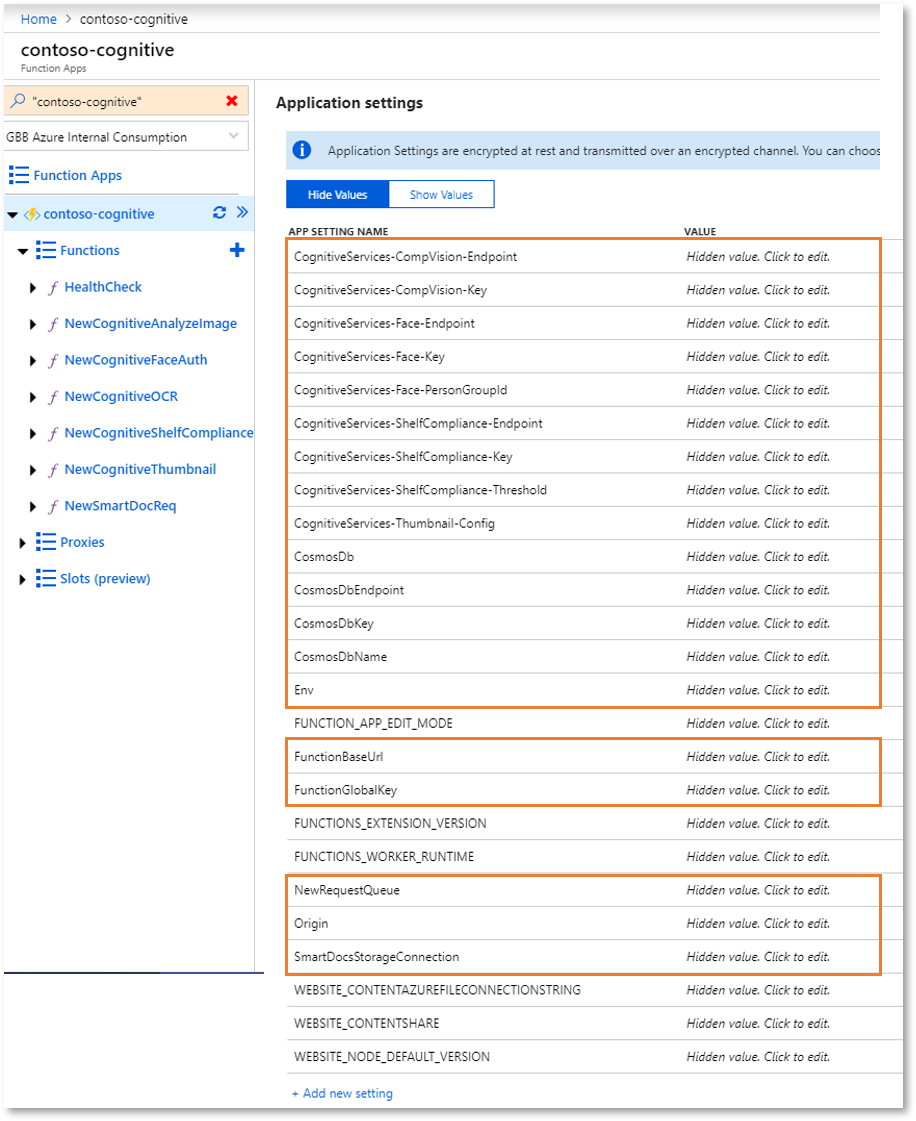 Home > contoso-cognitive
contoso-cognitive
Function Apps
"contoso-cognitive"
GBB Azure Internal Consumption
Function Apps
contoso-cognitive
Functions
HealthCheck
NewCognitiveAnalyzeImage
NewCognitiveFaceAuth
NewCognitiveOCR
NewCognitiveShelfCompliance
NewCognitiveThumbnail
NewSmartDocReq
Proxies
Slots (preview)
Application settings
Application Settings are encrypted at rest and transmitted over an encrypted channel. You can choos
Hide Values Show Values
APP SETTING NAME VALUE
CognitiveServices-CompVision-Endpoint Hidden value. Click to edit.
CognitiveServices-CompVision-Key Hidden value. Click to edit.
CognitiveServices-Face-Endpoint Hidden value. Click to edit.
CognitiveServices-Face-Key Hidden value. Click to edit.
CognitiveServices-Face-PersonGroupId Hidden value. Click to edit.
CognitiveServices-ShelfCompliance-Endpoint Hidden value. Click to edit.
CognitiveServices-ShelfCompliance-Key Hidden value. Click to edit.
CognitiveServices-ShelfCompliance-Threshold Hidden value. Click to edit.
CognitiveServices-Thumbnail-Config Hidden value. Click to edit.
CosmosDb Hidden value. Click to edit.
CosmosDbEndpoint Hidden value. Click to edit.
CosmosDbKey Hidden value. Click to edit.
CosmosDbName Hidden value. Click to edit.
Env Hidden value. Click to edit.
FUNCTION_APP_EDIT_MODE Hidden value. Click to edit.
FunctionBaseUrl Hidden value. Click to edit.
FunctionGlobalKey Hidden value. Click to edit.
FUNCTIONS_EXTENSION_VERSION Hidden value. Click to edit.
FUNCTIONS_WORKER_RUNTIME Hidden value. Click to edit.
NewRequestQueue Hidden value. Click to edit.
Origin Hidden value. Click to edit.
SmartDocsStorageConnection Hidden value. Click to edit.
WEBSITE_CONTENTAZUREFILECONNECTIONSTRING Hidden value. Click to edit.
WEBSITE_CONTENTSHARE Hidden value. Click to edit.
WEBSITE_NODE_DEFAULT_VERSION Hidden value. Click to edit.
+ Add new setting